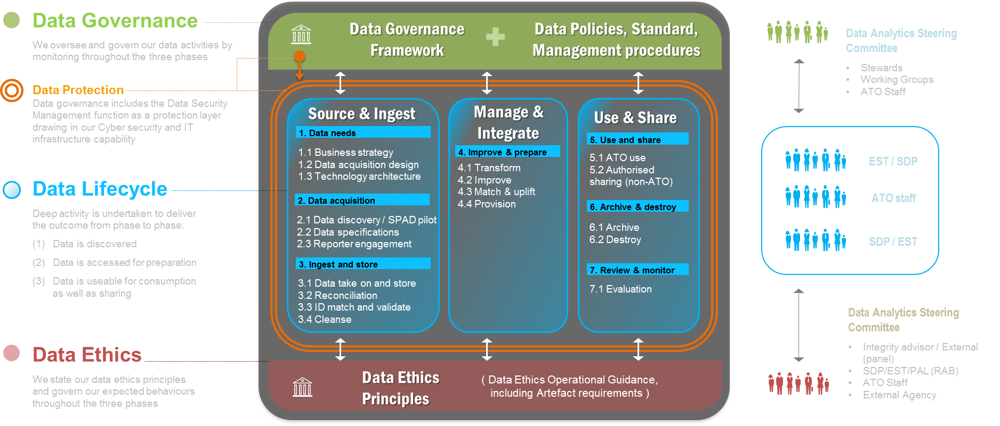 Data Governance
We oversee and govern our data activities by
monitoring throughout the three phases
Data Protection
Data governance includes the Data Security
Management function as a protection layer
drawing in our Cyber security and IT
infrastructure capability
Data Lifecycle
Deep activity is undertaken to deliver
the outcome from phase to phase:
(1) Data is discovered
(2) Data is accessed for preparation
(3) Data is useable for consumption
as well as sharing
Data Ethics
We state our data ethics principles
and govern our expected behaviours
throughout the three phases
Data Governance
Framework
Data Policies, Standard,
Management procedures
Source & Ingest
1. Data needs
1.1 Business strategy
1.2 Data acquisition design
1.3 Technology architecture
2. Data acquisition
2.1 Data discovery / SPAD pilot
2.2 Data specifications
2.3 Reporter engagement
3. Ingest and store
3.1 Data take on and store
3.2 Reconciliation
3.3 ID match and validate
3.4 Cleanse
Manage &
Integrate
4. Improve & prepare
4.1 Transform
4.2 Improve
4.3 Match & uplift
4.4 Provision
Use & Share
5. Use and share
5.1 ATO use
5.2 Authorised
sharing (non-ATO)
6. Archive & destroy
6.1 Archive
6.2 Destroy
7. Review & monitor
7.1 Evaluation
Data Ethics
Principles
( Data Ethics Operational Guidance,
including Artefact requirements )
Data Analytics Steering
Committee
• Stewards
• Working Groups
• ATO Staff
EST / SDP
ATO staff
SDP / EST
Data Analytics Steering
Committee
• Integrity advisor / External
(panel)
• SDP/EST/PAL (RAB)
• ATO Staff
• External Agency